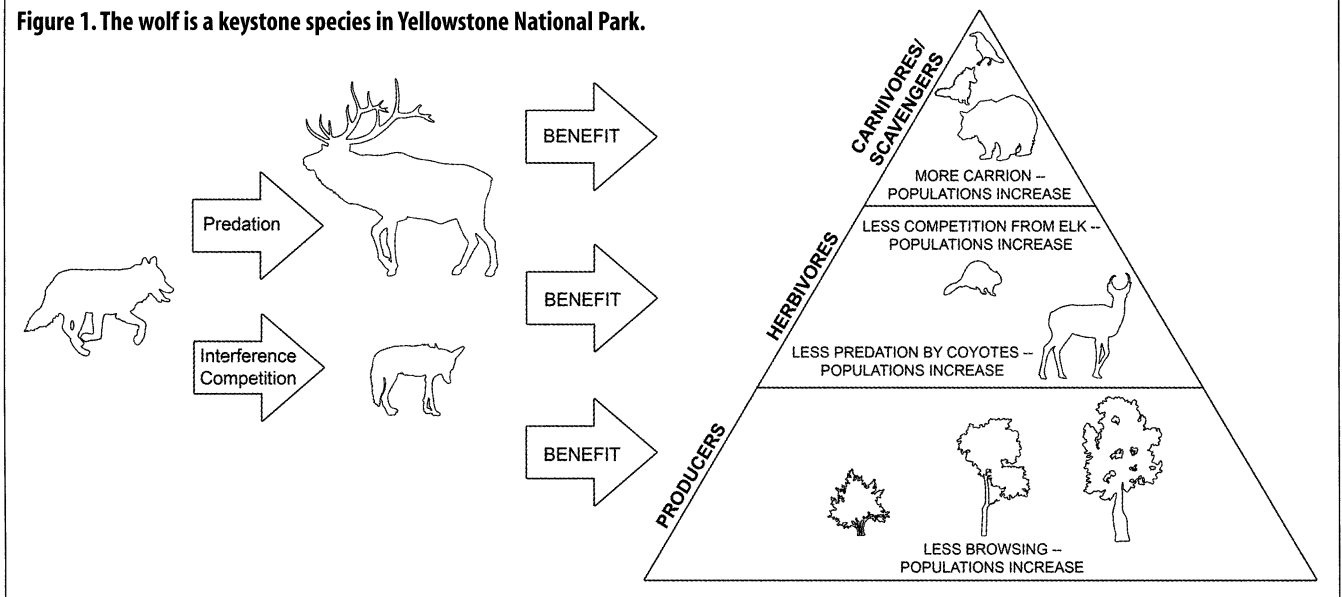 Figure 1. The wolf is a keystone species in Yellowstone National Park.
Predation
Interference
Competition
BENEFIT
BENEFIT
BENEFIT
CARNIVORES/
SCAVENGERS
MORE CARRION --
POPULATIONS INCREASE
HERBIVORES
LESS COMPETITION FROM ELK --
POPULATIONS INCREASE
LESS PREDATION BY COYOTES --
POPULATIONS INCREASE
PRODUCERS
LESS BROWSING --
POPULATIONS INCREASE